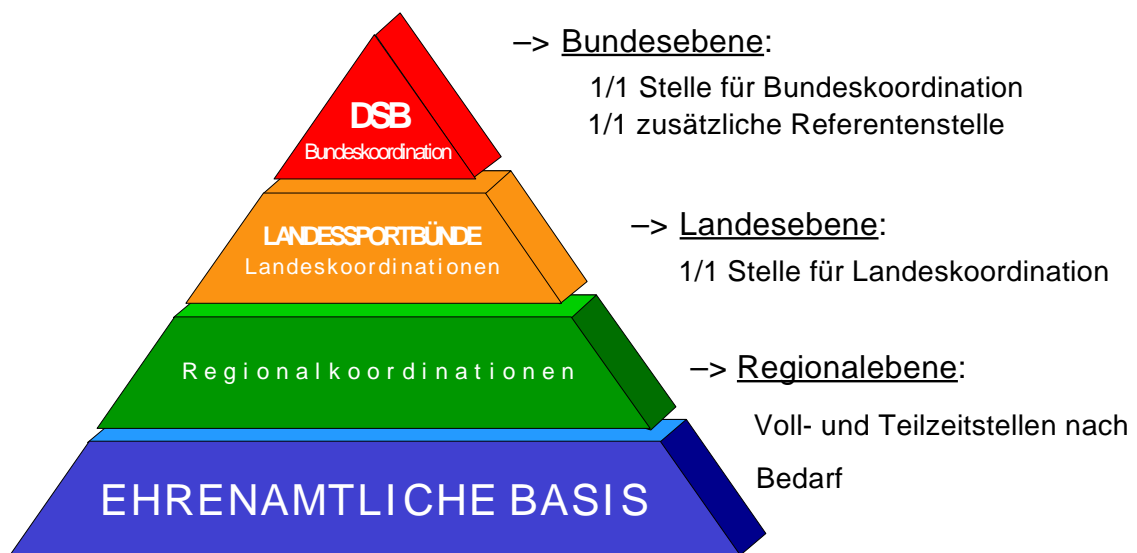 DSB
Bundeskoordination
–> Bundesebene:
1/1 Stelle für Bundeskoordination
1/1 zusätzliche Referentenstelle
LANDESSPORTBÜNDE
Landeskoordinationen
–> Landesebene:
1/1 Stelle für Landeskoordination
Regionalkoordinationen
–> Regionalebene:
Voll- und Teilzeitstellen nach
Bedarf
EHRENAMTLICHE BASIS